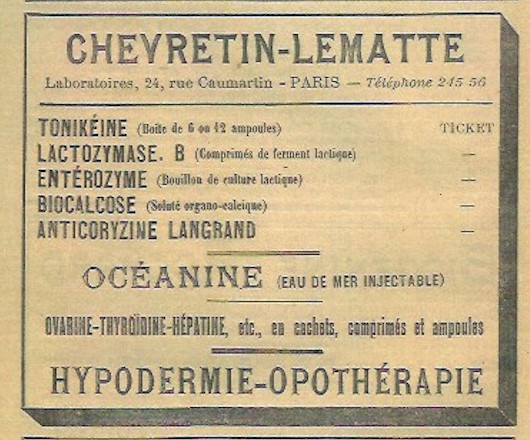 CHEVRETIN-LEMATTE
Laboratoires, 24, rue Caumartin - PARIS — Téléphone 245 56
TONIKÉINE (Boîte de 6 ou 12 ampoules) TICKET
LACTOZYMASE. B (Comprimés de ferment lactique) —
ENTÉROZYME (Bouillon de culture lactique) —
BIOCALCOSE (Soluté organo-calcique) —
ANTICORYZINE LANGRAND —
OCÉANINE (EAU DE MER INJECTABLE)
OVARINE-THYROÏDINE-HÉPATINE, etc., en cachets, comprimés et ampoules
HYPODERMIE-OPOTHÉRAPIE